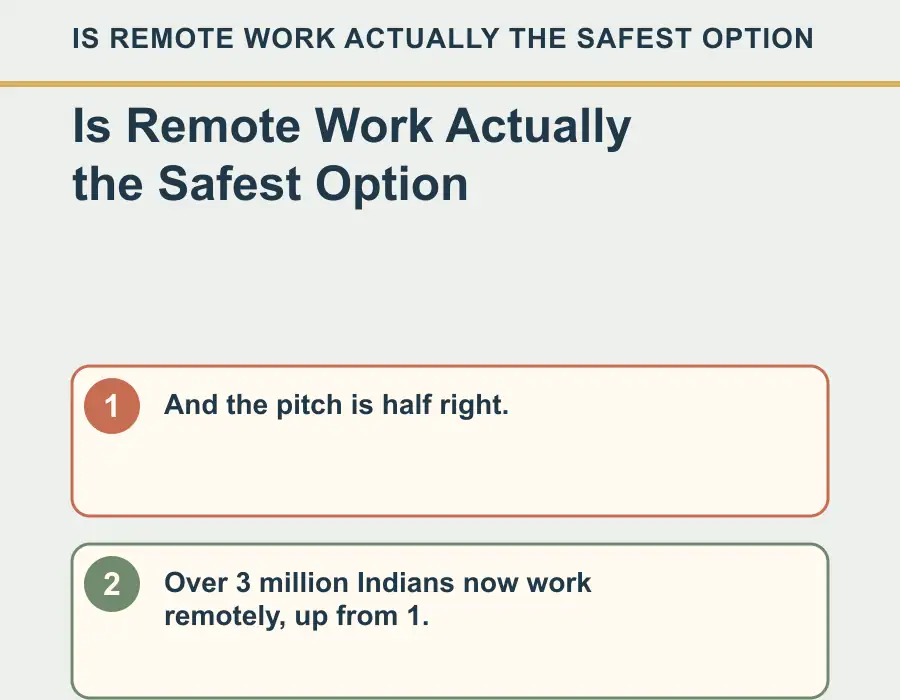 IS REMOTE WORK ACTUALLY THE SAFEST OPTION
Is Remote Work Actually
the Safest Option
1
And the pitch is half right.
2
Over 3 million Indians now work
remotely, up from 1.